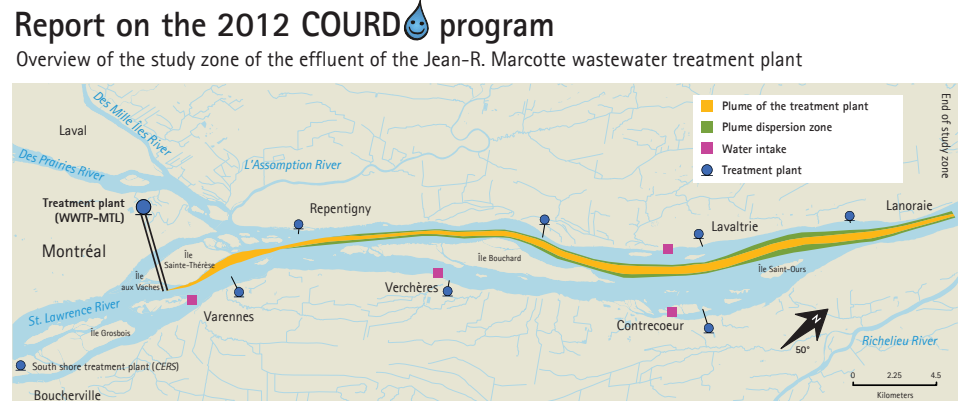 Report on the 2012 COURD program
Overview of the study zone of the effluent of the Jean-R. Marcotte wastewater treatment plant
Plume of the treatment plant
Plume dispersion zone
Water intake
Treatment plant
End of study zone
Des Mille Îles River
Laval
Des Prairies River
L'Assomption River
Treatment plant
(WWTP-MTL)
Repentigny
Lavaltrie
Lanoraie
Montréal
Île
Sainte-Thérèse
Île Bouchard
Île Saint-Ours
Île
aux Vaches
Verchères
St. Lawrence River
Varennes
Contrecoeur
Île Grosbois
N
50°
Richelieu River
South shore treatment plant (CERS)
Boucherville
0 2.25 4.5
Kilometers